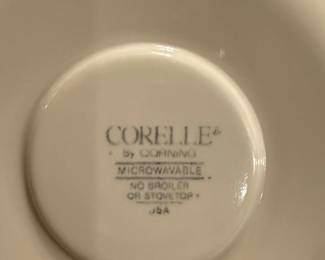 CORELLE®
by CORNING
MICROWAVABLE
NO BROILER
OR STOVETOP
USA